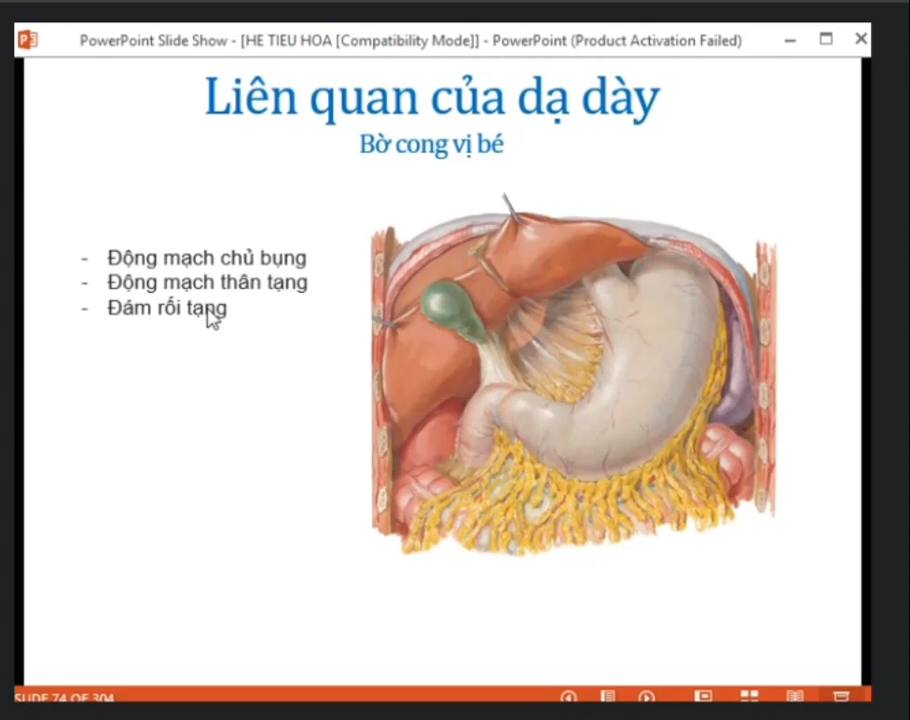 PowerPoint Slide Show - [HE TIEU HOA [Compatibility Mode]] - PowerPoint (Product Activation Failed)
Liên quan của dạ dày
Bờ cong vị bé
- Động mạch chủ bụng
- Động mạch thân tạng
- Đám rối tạng
SLIDE 74 OF 304